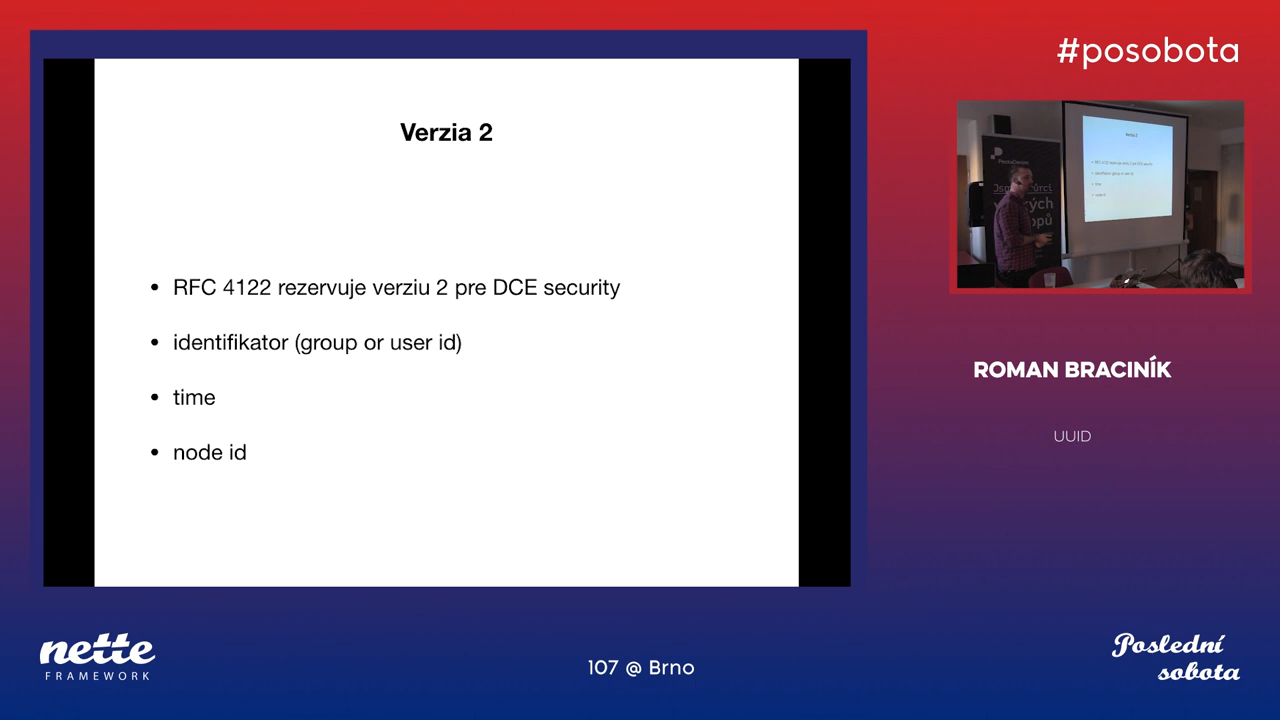 #posobota
Verzia 2
• RFC 4122 rezervuje verziu 2 pre DCE security
• identifikator (group or user id)
• time
• node id
ROMAN BRACINÍK
UUID
nette
FRAMEWORK
107 @ Brno
Poslední
sobota